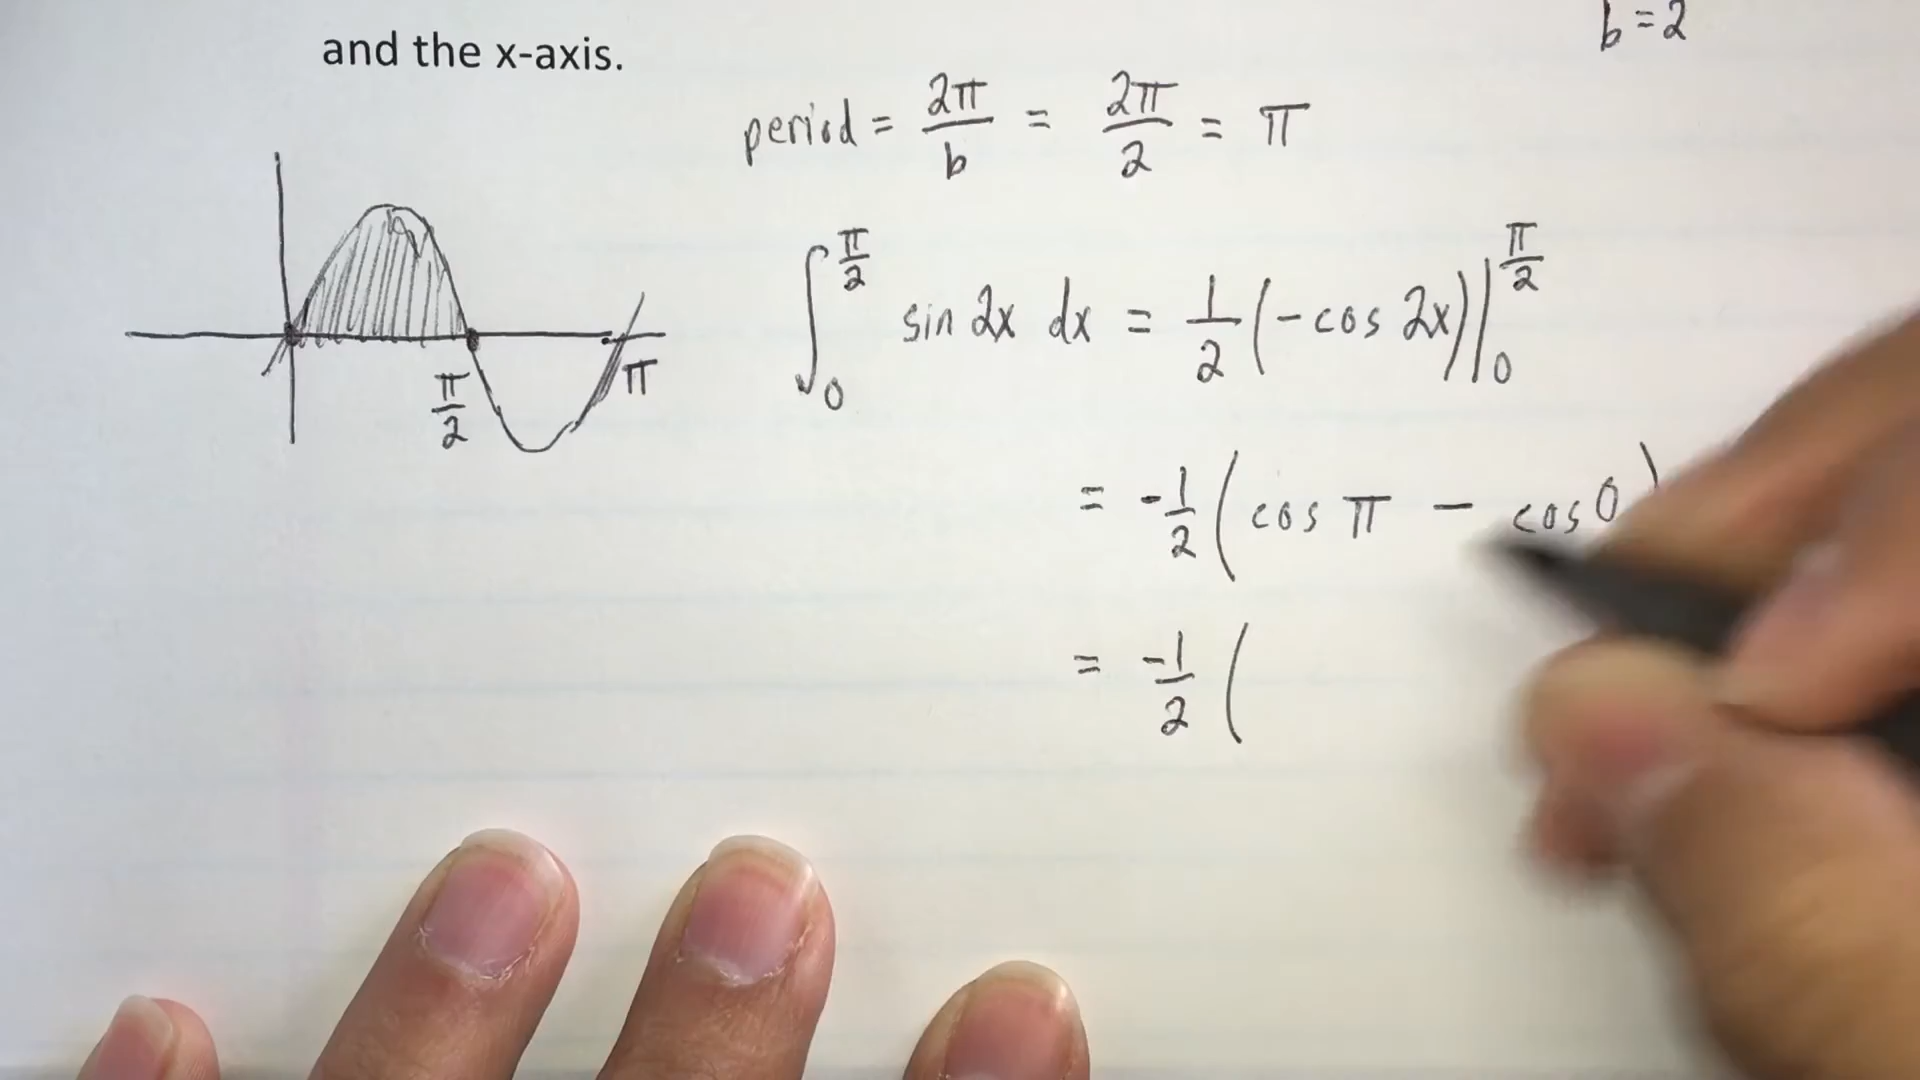 b = 2
and the x-axis.
period = 2π/b = 2π/2 = π
∫₀^(π/2) sin 2x dx = 1/2 (-cos 2x)|₀^(π/2)
π/2 π
= -1/2 (cos π - cos 0)
= -1/2 (